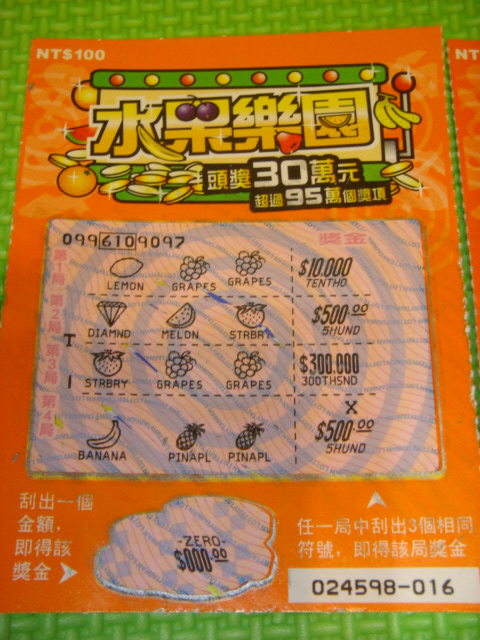 NT$100
NT
水果樂園
頭獎30萬元
超過95萬個獎項
0996109097
獎金
第1局
LEMON GRAPES GRAPES $10,000
TENTHO
第2局
DIAMND MELON STRBRY $500.00
5HUND
T
第3局
STRBRY GRAPES GRAPES $300,000
300THSND
I
第4局
X
BANANA PINAPL PINAPL $500.00
5HUND
刮出一個
金額，
即得該
獎金
-ZERO-
$000.00
任一局中刮出3個相同
符號，即得該局獎金
024598-016